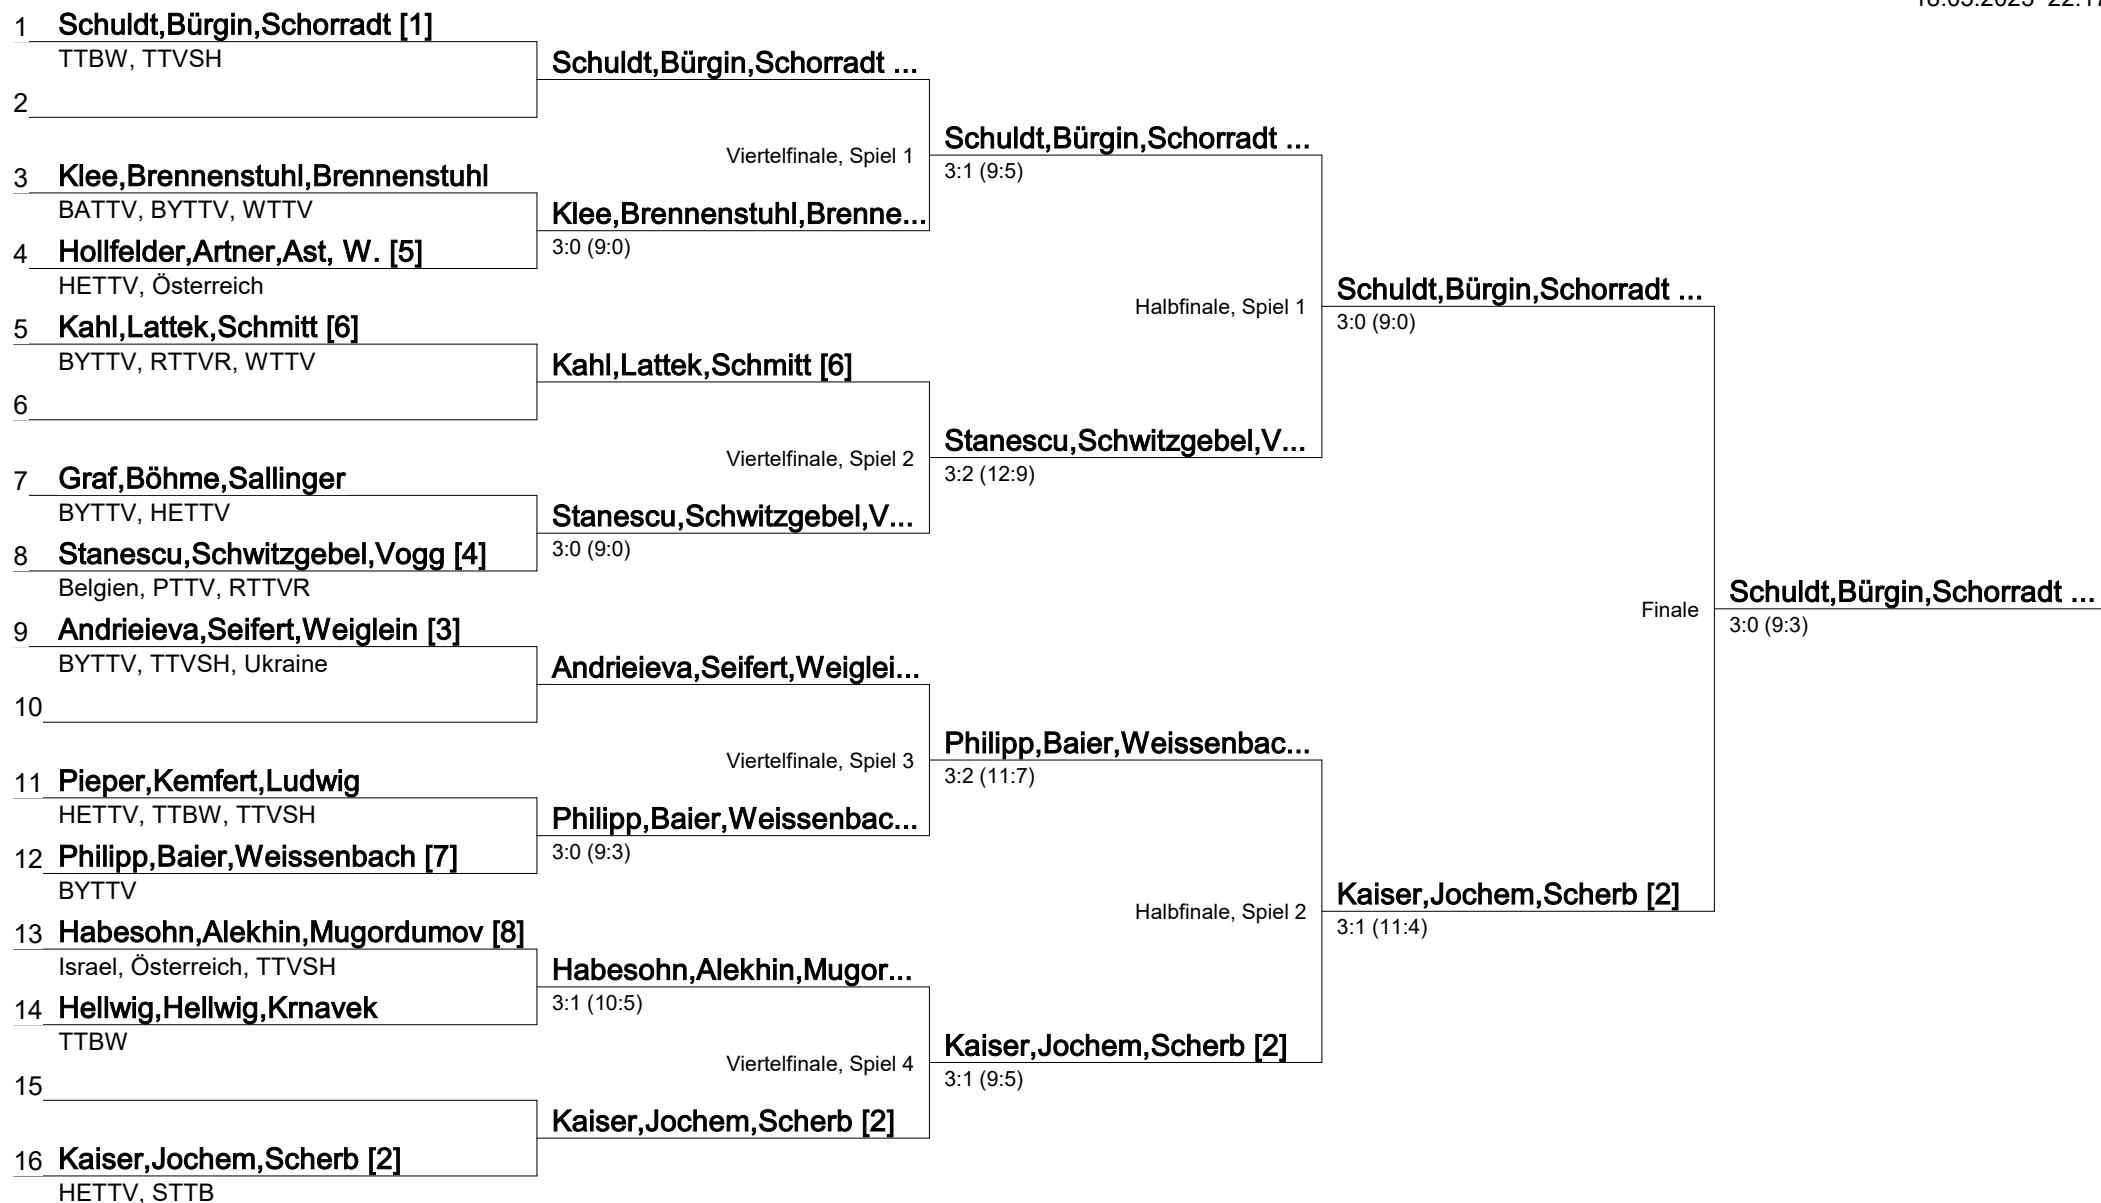 18.05.2023 22:17
1 Schuldt,Bürgin,Schorradt [1]
TTBW, TTVSH
Schuldt,Bürgin,Schorradt ...
2
Viertelfinale, Spiel 1
Schuldt,Bürgin,Schorradt ...
3:1 (9:5)
3 Klee,Brennenstuhl,Brennenstuhl
BATTV, BYTTV, WTTV
Klee,Brennenstuhl,Brenne...
3:0 (9:0)
4 Hollfelder,Artner,Ast, W. [5]
HETTV, Österreich
Halbfinale, Spiel 1
Schuldt,Bürgin,Schorradt ...
3:0 (9:0)
5 Kahl,Lattek,Schmitt [6]
BYTTV, RTTVR, WTTV
Kahl,Lattek,Schmitt [6]
6
Viertelfinale, Spiel 2
Stanescu,Schwitzgebel,V...
3:2 (12:9)
7 Graf,Böhme,Sallinger
BYTTV, HETTV
Stanescu,Schwitzgebel,V...
3:0 (9:0)
8 Stanescu,Schwitzgebel,Vogg [4]
Belgien, PTTV, RTTVR
Finale
Schuldt,Bürgin,Schorradt ...
3:0 (9:3)
9 Andrieieva,Seifert,Weiglein [3]
BYTTV, TTVSH, Ukraine
Andrieieva,Seifert,Weiglei...
10
Viertelfinale, Spiel 3
Philipp,Baier,Weissenbac...
3:2 (11:7)
11 Pieper,Kemfert,Ludwig
HETTV, TTBW, TTVSH
Philipp,Baier,Weissenbac...
3:0 (9:3)
12 Philipp,Baier,Weissenbach [7]
BYTTV
Halbfinale, Spiel 2
Kaiser,Jochem,Scherb [2]
3:1 (11:4)
13 Habesohn,Alekhin,Mugordumov [8]
Israel, Österreich, TTVSH
Habesohn,Alekhin,Mugor...
3:1 (10:5)
14 Hellwig,Hellwig,Krnavek
TTBW
Viertelfinale, Spiel 4
Kaiser,Jochem,Scherb [2]
3:1 (9:5)
15
Kaiser,Jochem,Scherb [2]
16 Kaiser,Jochem,Scherb [2]
HETTV, STTB